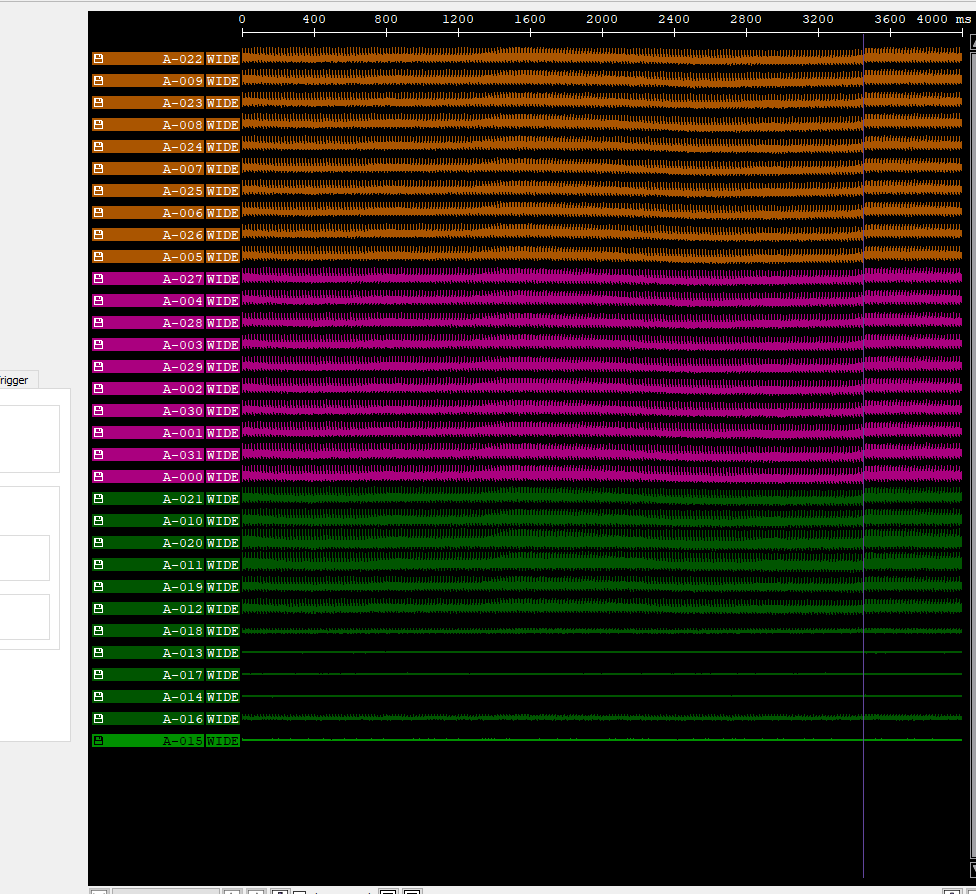 0 400 800 1200 1600 2000 2400 2800 3200 3600 4000 ms
A-022 WIDE
A-009 WIDE
A-023 WIDE
A-008 WIDE
A-024 WIDE
A-007 WIDE
A-025 WIDE
A-006 WIDE
A-026 WIDE
A-005 WIDE
A-027 WIDE
A-004 WIDE
A-028 WIDE
A-003 WIDE
A-029 WIDE
rigger
A-002 WIDE
A-030 WIDE
A-001 WIDE
A-031 WIDE
A-000 WIDE
A-021 WIDE
A-010 WIDE
A-020 WIDE
A-011 WIDE
A-019 WIDE
A-012 WIDE
A-018 WIDE
A-013 WIDE
A-017 WIDE
A-014 WIDE
A-016 WIDE
A-015 WIDE